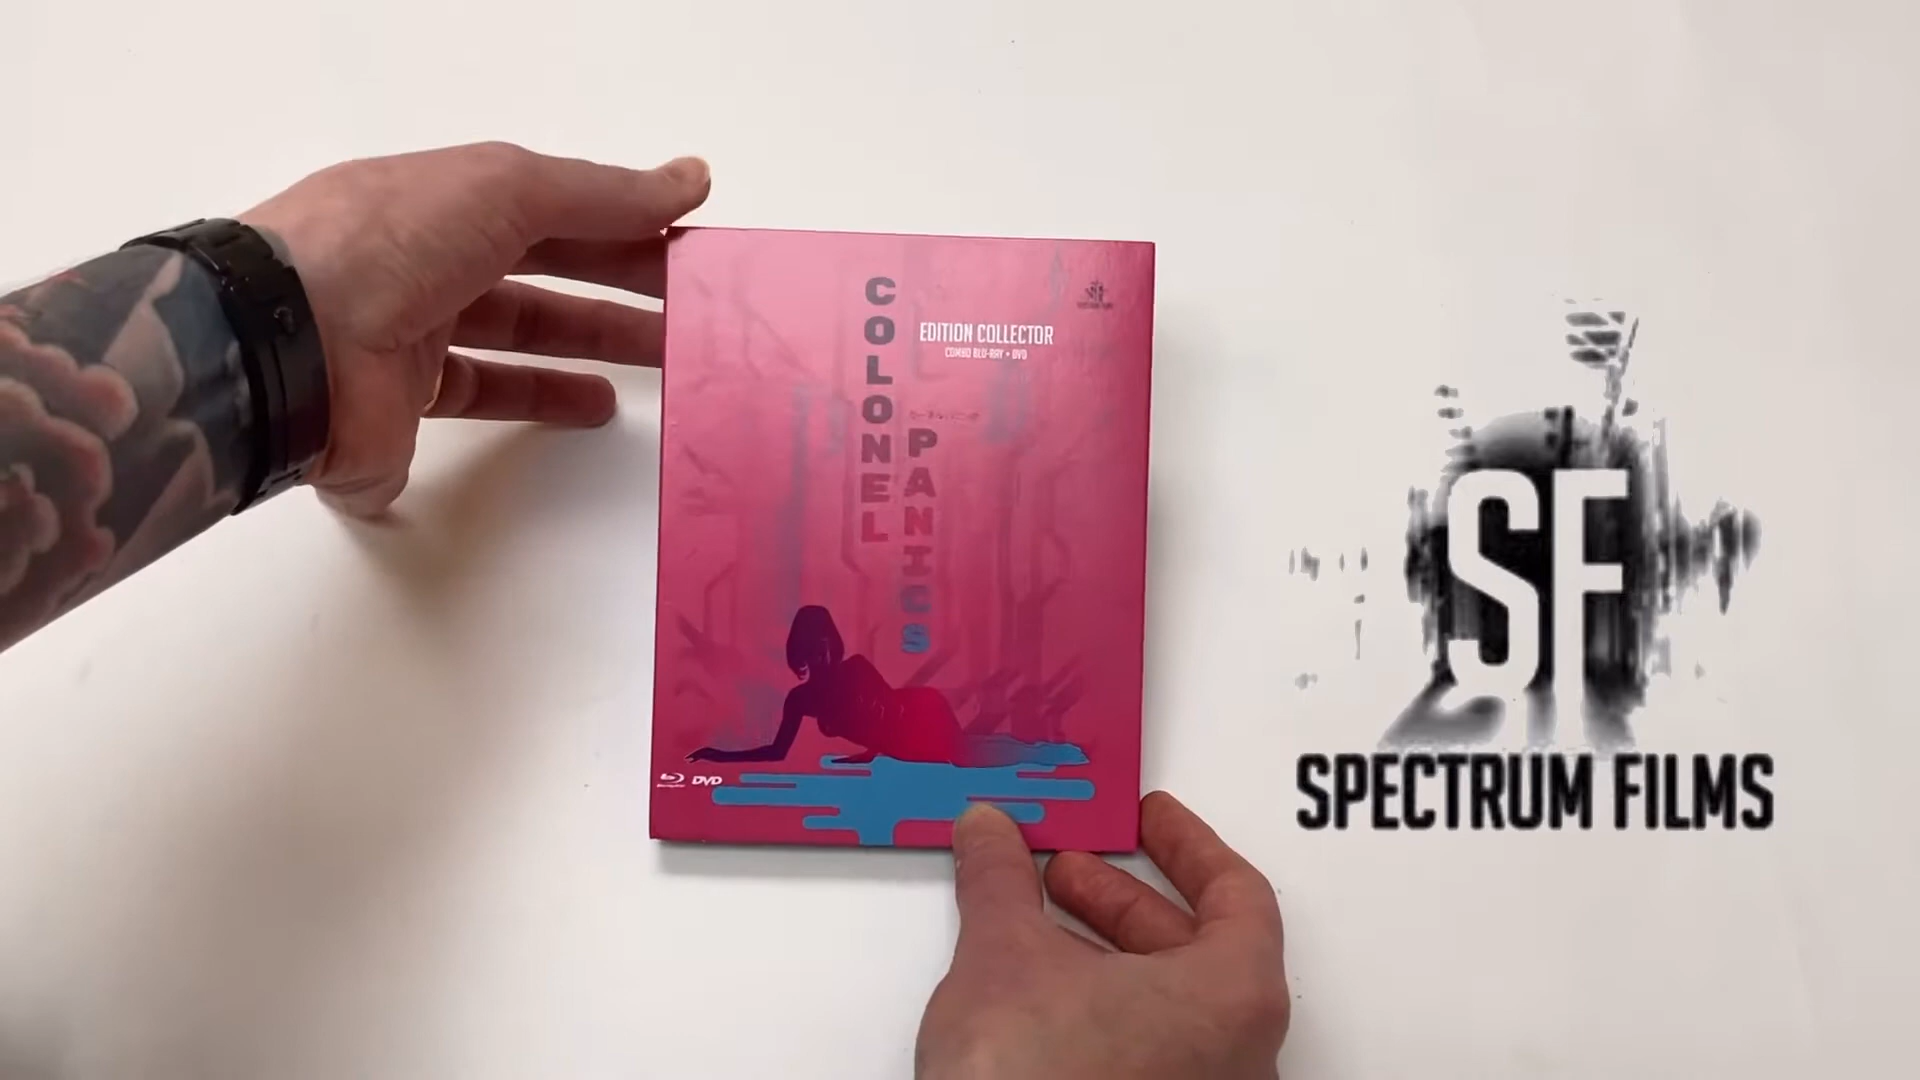 COLONEL
PANICS
EDITION COLLECTOR
COMBO BLU-RAY + DVD
DVD
SF
SPECTRUM FILMS